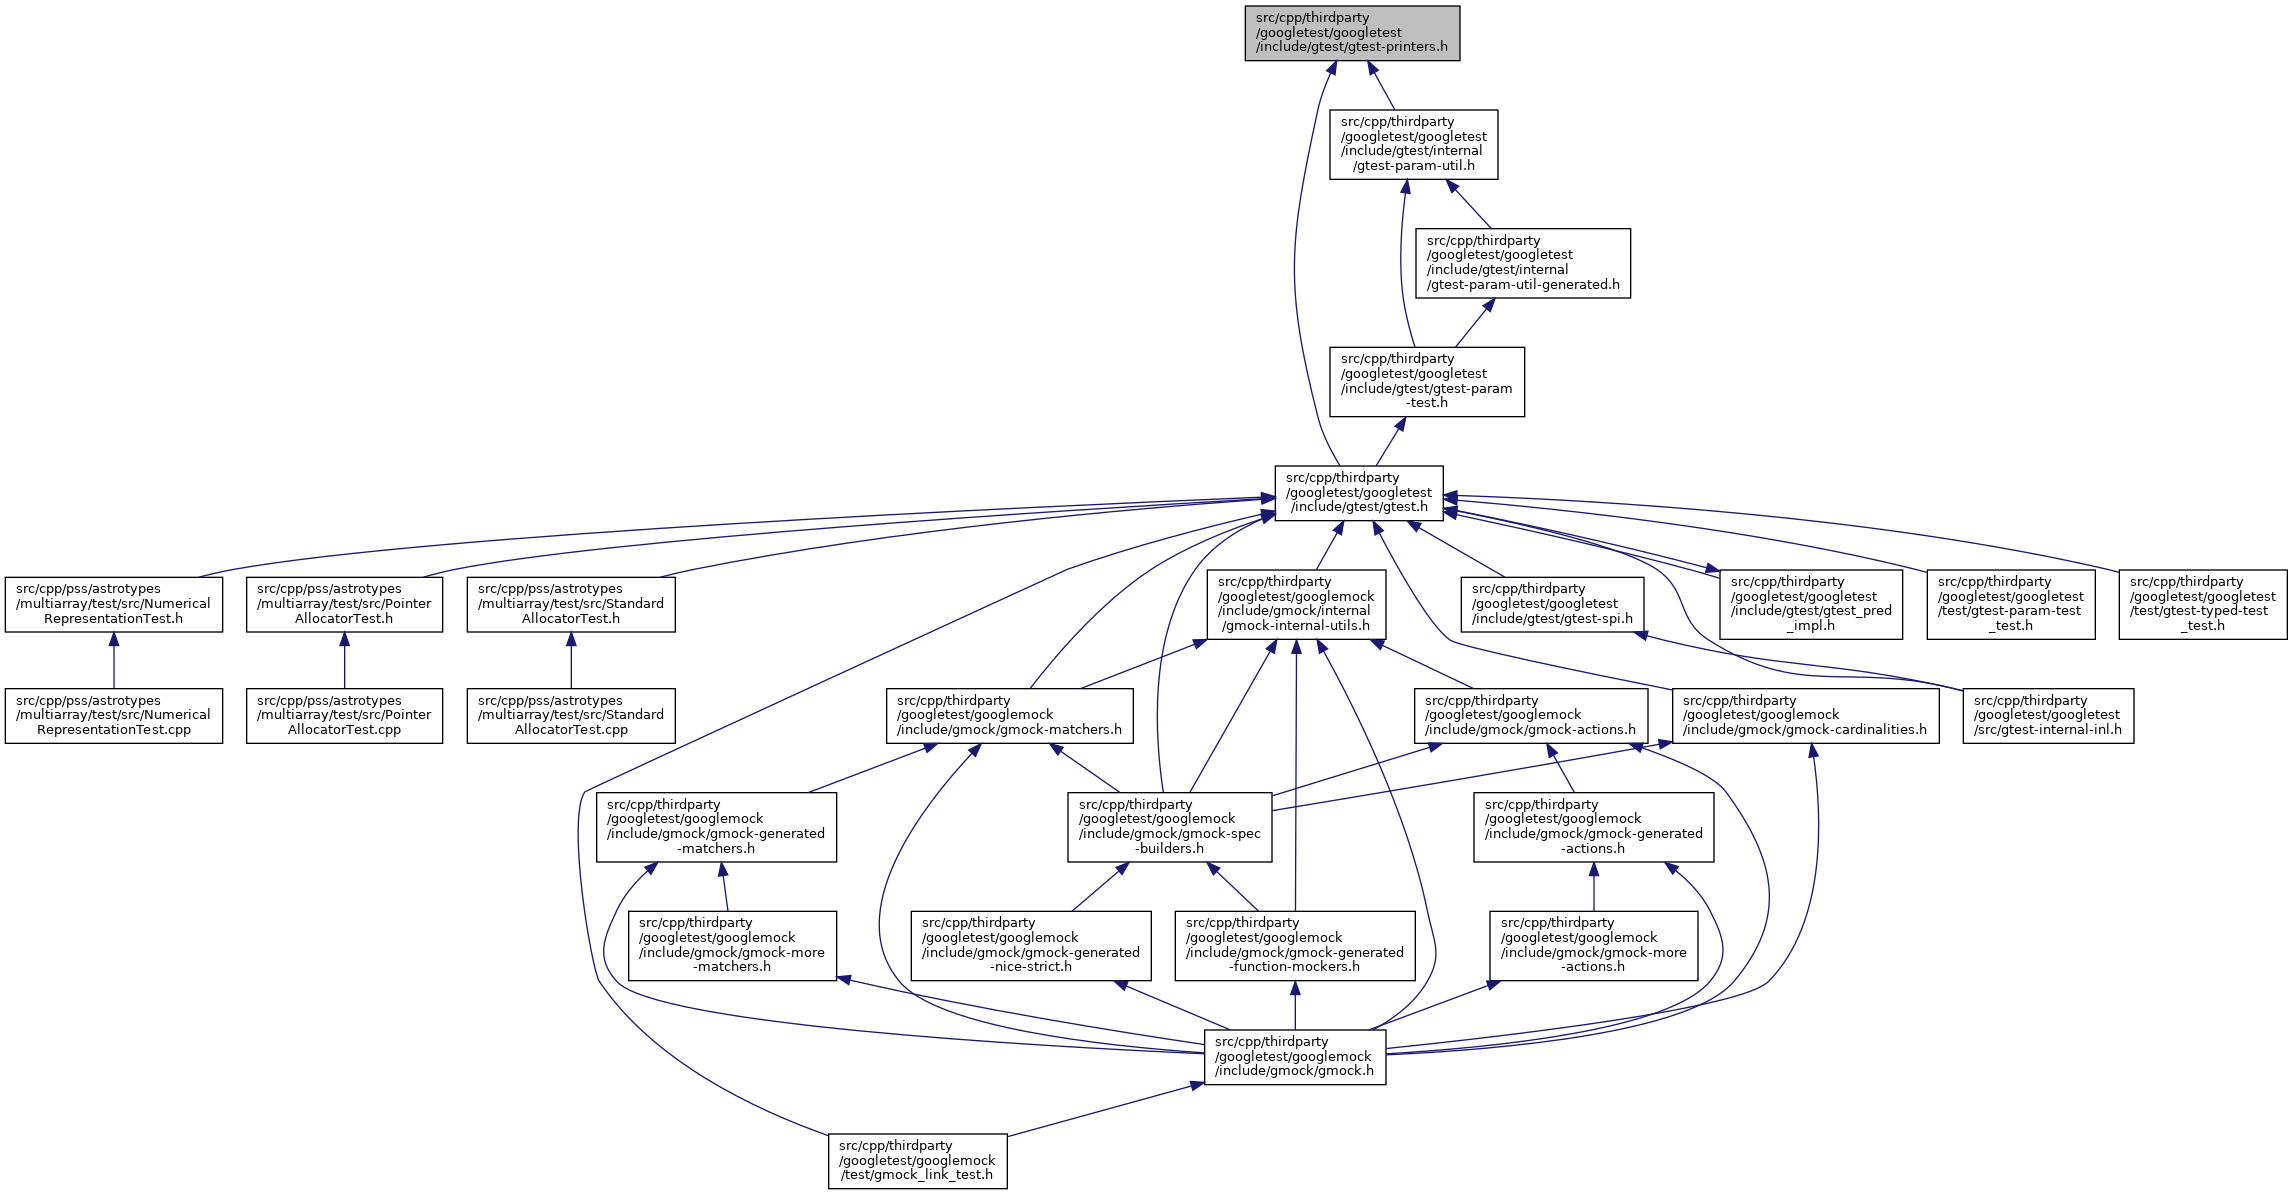 src/cpp/thirdparty
/googletest/googletest
/include/gtest/gtest-printers.h
src/cpp/thirdparty
/googletest/googletest
/include/gtest/internal
/gtest-param-util.h
src/cpp/thirdparty
/googletest/googletest
/include/gtest/internal
/gtest-param-util-generated.h
src/cpp/thirdparty
/googletest/googletest
/include/gtest/gtest-param
-test.h
src/cpp/thirdparty
/googletest/googletest
/include/gtest/gtest.h
src/cpp/pss/astrotypes
/multiarray/test/src/Numerical
RepresentationTest.h
src/cpp/pss/astrotypes
/multiarray/test/src/Pointer
AllocatorTest.h
src/cpp/pss/astrotypes
/multiarray/test/src/Standard
AllocatorTest.h
src/cpp/thirdparty
/googletest/googlemock
/include/gmock/internal
/gmock-internal-utils.h
src/cpp/thirdparty
/googletest/googletest
/include/gtest/gtest-spi.h
src/cpp/thirdparty
/googletest/googletest
/include/gtest/gtest_pred
_impl.h
src/cpp/thirdparty
/googletest/googletest
/test/gtest-param-test
_test.h
src/cpp/thirdparty
/googletest/googletest
/test/gtest-typed-test
_test.h
src/cpp/pss/astrotypes
/multiarray/test/src/Numerical
RepresentationTest.cpp
src/cpp/pss/astrotypes
/multiarray/test/src/Pointer
AllocatorTest.cpp
src/cpp/pss/astrotypes
/multiarray/test/src/Standard
AllocatorTest.cpp
src/cpp/thirdparty
/googletest/googlemock
/include/gmock/gmock-matchers.h
src/cpp/thirdparty
/googletest/googlemock
/include/gmock/gmock-actions.h
src/cpp/thirdparty
/googletest/googlemock
/include/gmock/gmock-cardinalities.h
src/cpp/thirdparty
/googletest/googletest
/src/gtest-internal-inl.h
src/cpp/thirdparty
/googletest/googlemock
/include/gmock/gmock-generated
-matchers.h
src/cpp/thirdparty
/googletest/googlemock
/include/gmock/gmock-spec
-builders.h
src/cpp/thirdparty
/googletest/googlemock
/include/gmock/gmock-generated
-actions.h
src/cpp/thirdparty
/googletest/googlemock
/include/gmock/gmock-more
-matchers.h
src/cpp/thirdparty
/googletest/googlemock
/include/gmock/gmock-generated
-nice-strict.h
src/cpp/thirdparty
/googletest/googlemock
/include/gmock/gmock-generated
-function-mockers.h
src/cpp/thirdparty
/googletest/googlemock
/include/gmock/gmock-more
-actions.h
src/cpp/thirdparty
/googletest/googlemock
/include/gmock/gmock.h
src/cpp/thirdparty
/googletest/googlemock
/test/gmock_link_test.h